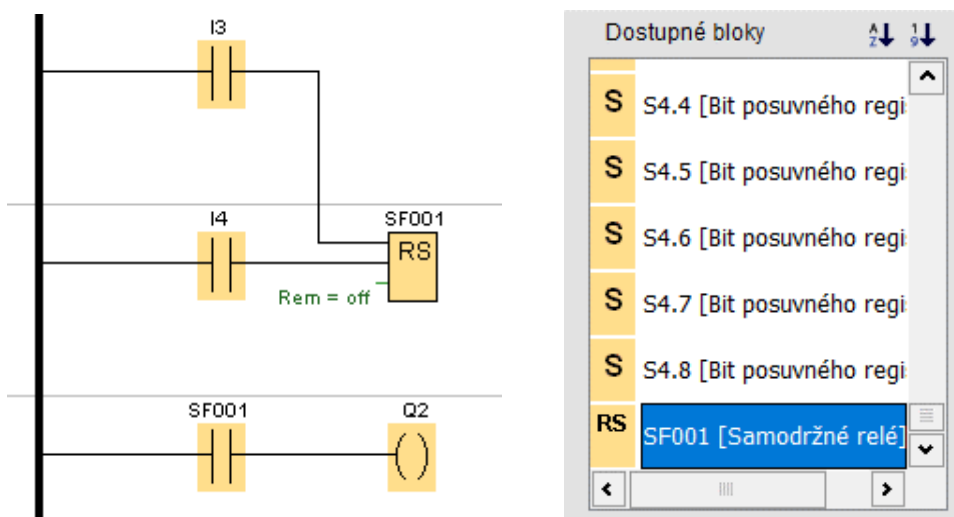 I3
I4
SF001
RS
Rem = off
SF001
Q2
Dostupné bloky
A
Z
1
9
S
S4.4 [Bit posuvného regi
S
S4.5 [Bit posuvného regi
S
S4.6 [Bit posuvného regi
S
S4.7 [Bit posuvného regi
S
S4.8 [Bit posuvného regi
RS
SF001 [Samodržné relé]